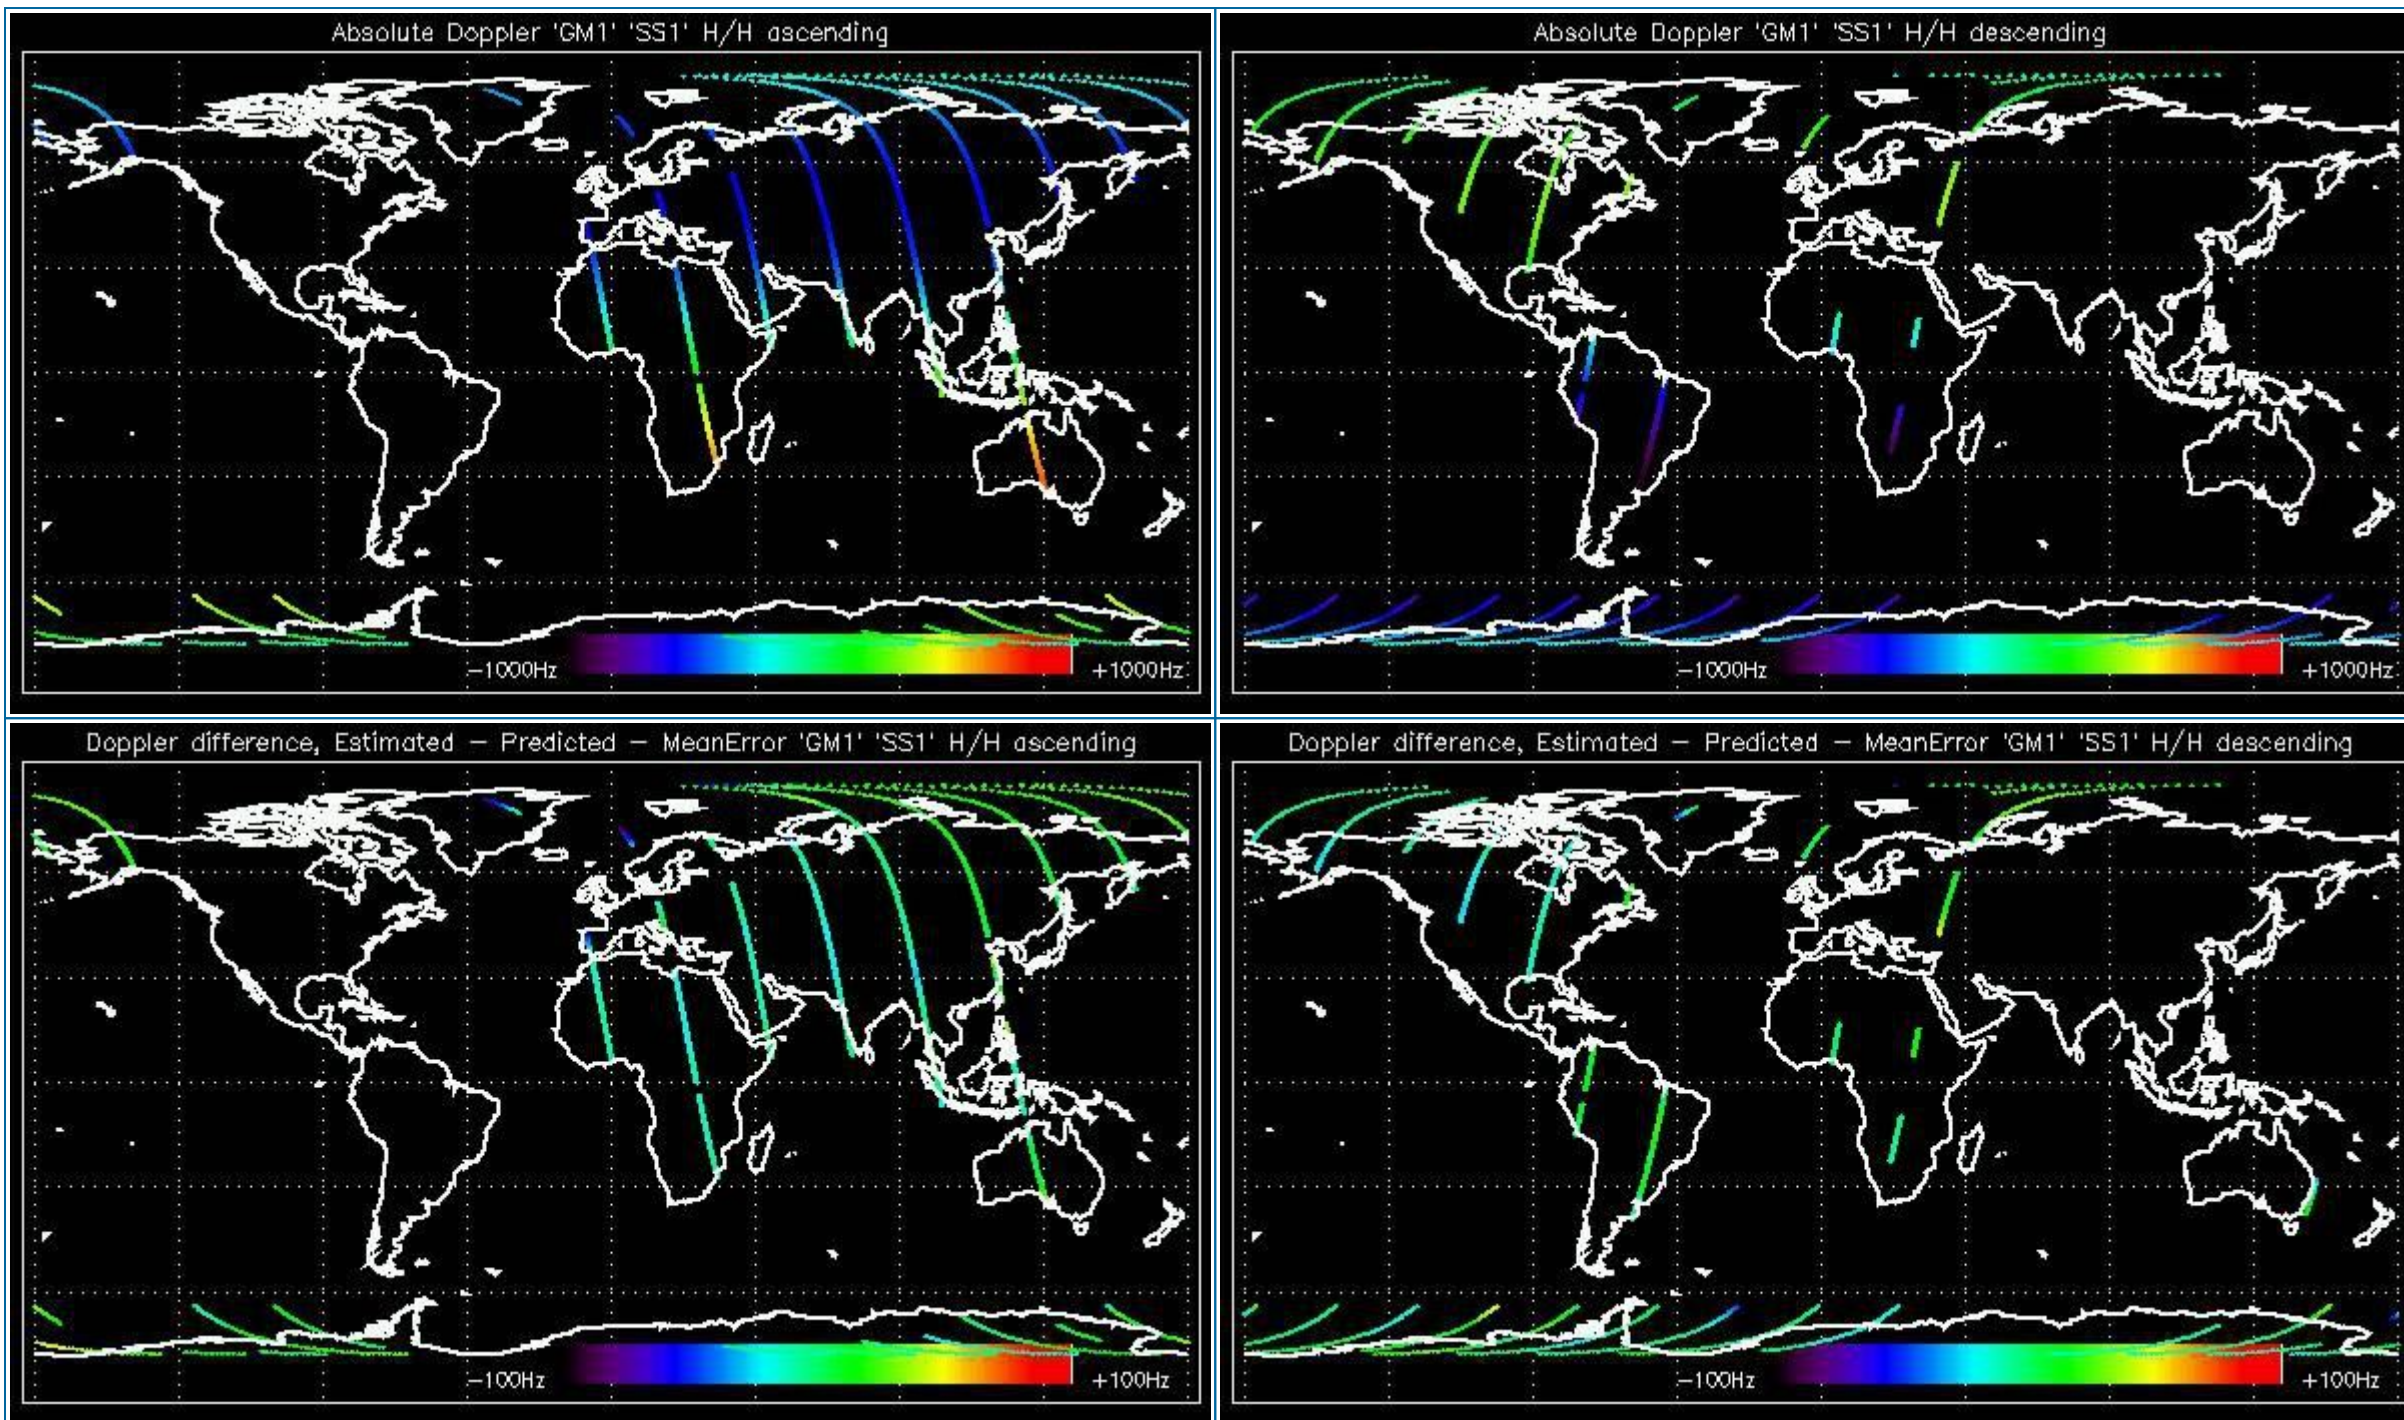 Absolute Doppler 'GM1' 'SS1' H/H ascending
−1000Hz
+1000Hz
Absolute Doppler 'GM1' 'SS1' H/H descending
−1000Hz
+1000Hz
Doppler difference, Estimated − Predicted − MeanError 'GM1' 'SS1' H/H ascending
−100Hz
+100Hz
Doppler difference, Estimated − Predicted − MeanError 'GM1' 'SS1' H/H descending
−100Hz
+100Hz